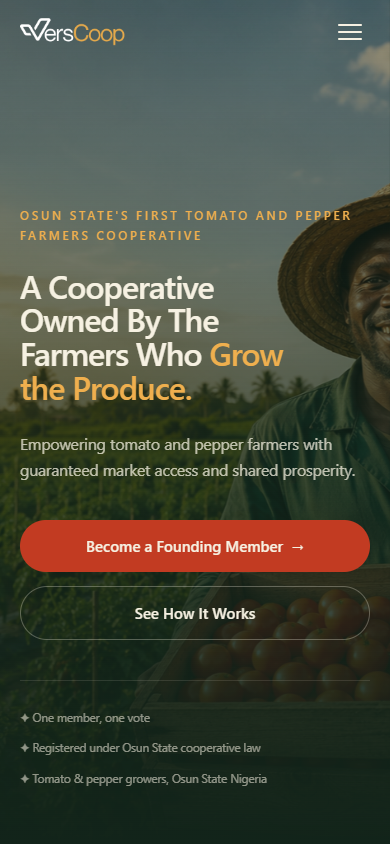 VersCoop
OSUN STATE'S FIRST TOMATO AND PEPPER
FARMERS COOPERATIVE
A Cooperative
Owned By The
Farmers Who Grow
the Produce.
Empowering tomato and pepper farmers with
guaranteed market access and shared prosperity.
Become a Founding Member →
See How It Works
✦ One member, one vote
✦ Registered under Osun State cooperative law
✦ Tomato & pepper growers, Osun State Nigeria